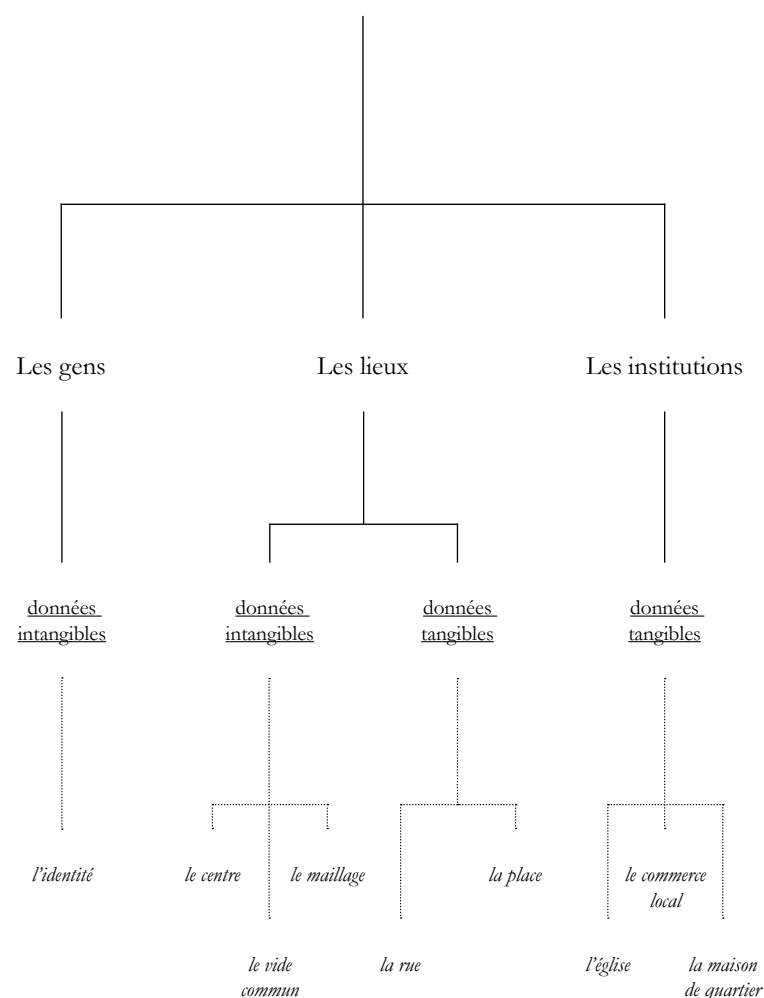 Les gens
Les lieux
Les institutions
données
intangibles
données
intangibles
données
tangibles
données
tangibles
l’identité
le centre
le maillage
la place
le commerce
local
le vide
commun
la rue
l’église
la maison
de quartier